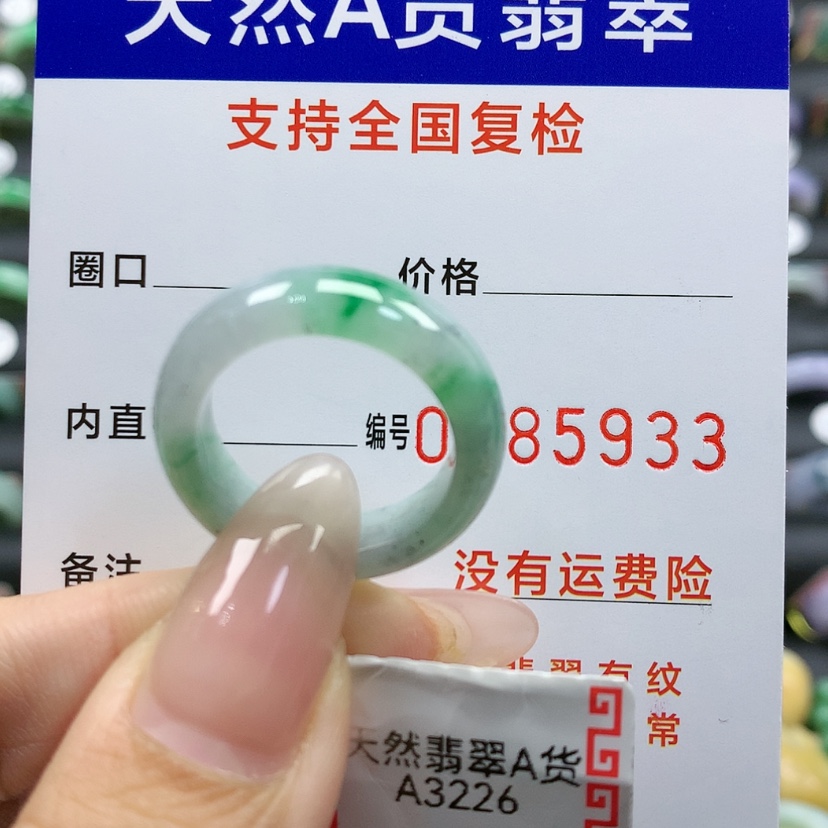 天然A货翡翠
支持全国复检
圈口 价格
内直 编号0 85933
备注 没有运费险
翡翠有纹
常
天然翡翠A货
A3226